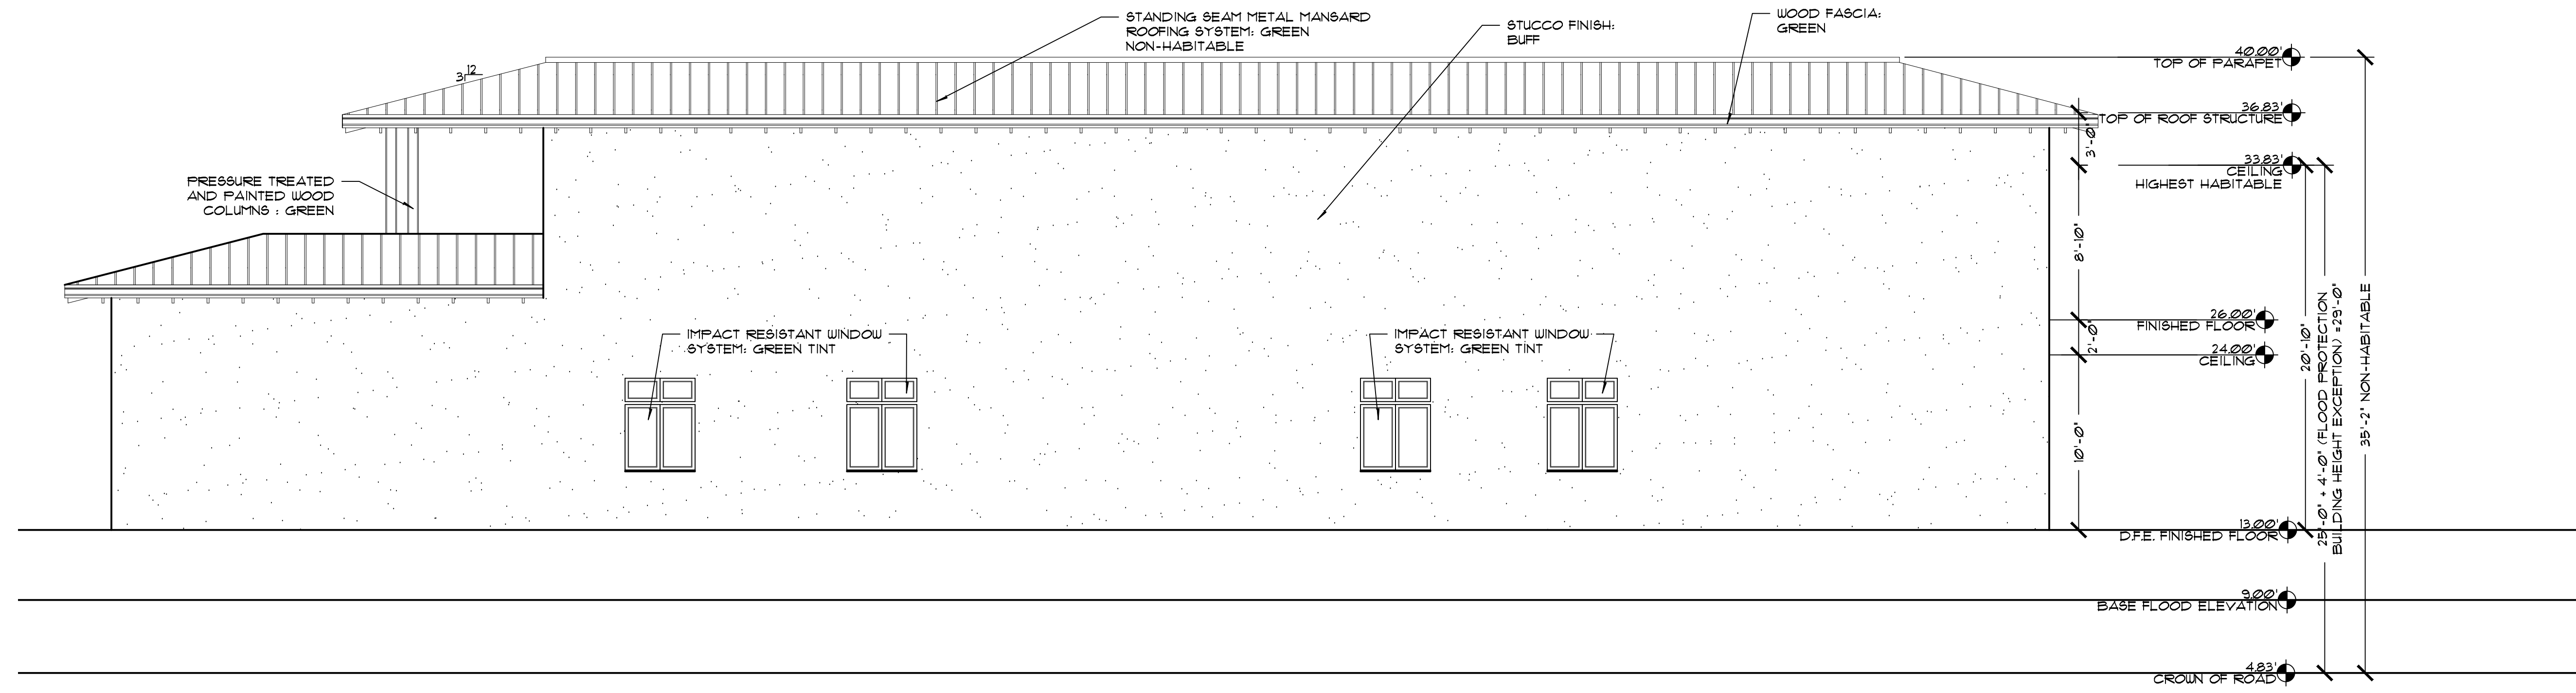 STANDING SEAM METAL MANSARD
ROOFING SYSTEM: GREEN
NON-HABITABLE
STUCCO FINISH:
BUFF
WOOD FASCIA:
GREEN
12
3
PRESSURE TREATED
AND PAINTED WOOD
COLUMNS : GREEN
IMPACT RESISTANT WINDOW
SYSTEM: GREEN TINT
IMPACT RESISTANT WINDOW
SYSTEM: GREEN TINT
40.00'
TOP OF PARAPET
36.83'
TOP OF ROOF STRUCTURE
33.83'
CEILING
HIGHEST HABITABLE
26.00'
FINISHED FLOOR
24.00'
CEILING
13.00'
D.F.E. FINISHED FLOOR
9.00'
BASE FLOOD ELEVATION
4.83'
CROWN OF ROAD
3'-0"
8'-10"
2'-0"
10'-0"
20'-10"
25'-0" + 4'-0" (FLOOD PROTECTION
BUILDING HEIGHT EXCEPTION) =29'-0"
35'-2" NON-HABITABLE